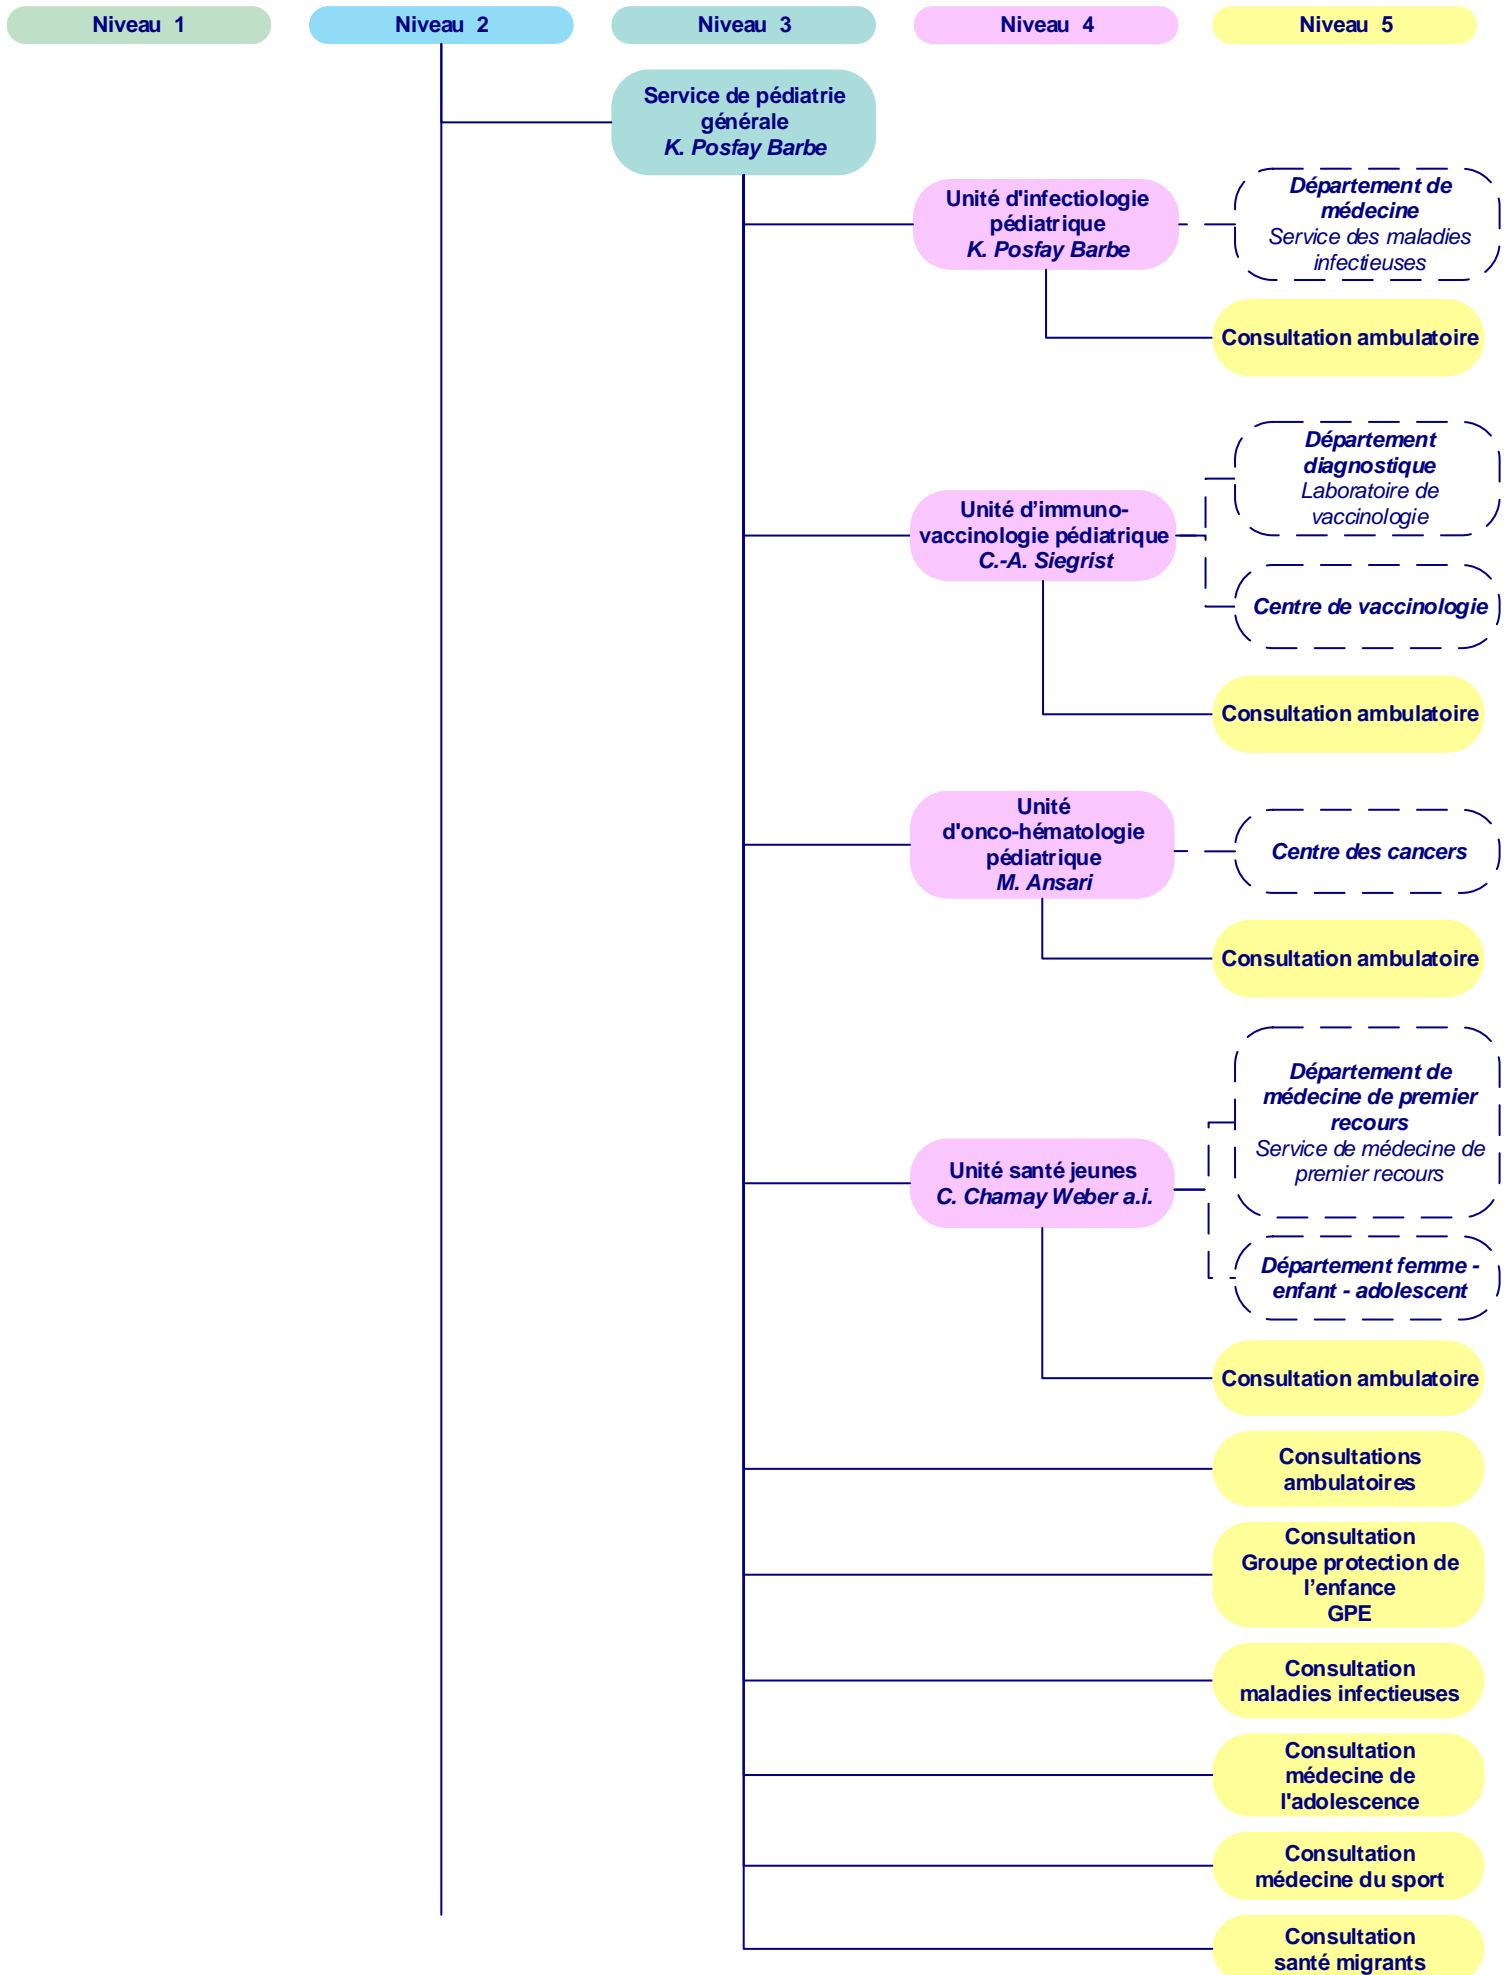 Niveau 1
Niveau 2
Niveau 3
Niveau 4
Niveau 5
Service de pédiatrie
générale
K. Posfay Barbe
Unité d'infectiologie
pédiatrique
K. Posfay Barbe
Département de
médecine
Service des maladies
infectieuses
Consultation ambulatoire
Département
diagnostique
Laboratoire de
vaccinologie
Unité d’immuno-
vaccinologie pédiatrique
C.-A. Siegrist
Centre de vaccinologie
Consultation ambulatoire
Unité
d'onco-hématologie
pédiatrique
M. Ansari
Centre des cancers
Consultation ambulatoire
Département de
médecine de premier
recours
Service de médecine de
premier recours
Unité santé jeunes
C. Chamay Weber a.i.
Département femme -
enfant - adolescent
Consultation ambulatoire
Consultations
ambulatoires
Consultation
Groupe protection de
l’enfance
GPE
Consultation
maladies infectieuses
Consultation
médecine de
l'adolescence
Consultation
médecine du sport
Consultation
santé migrants